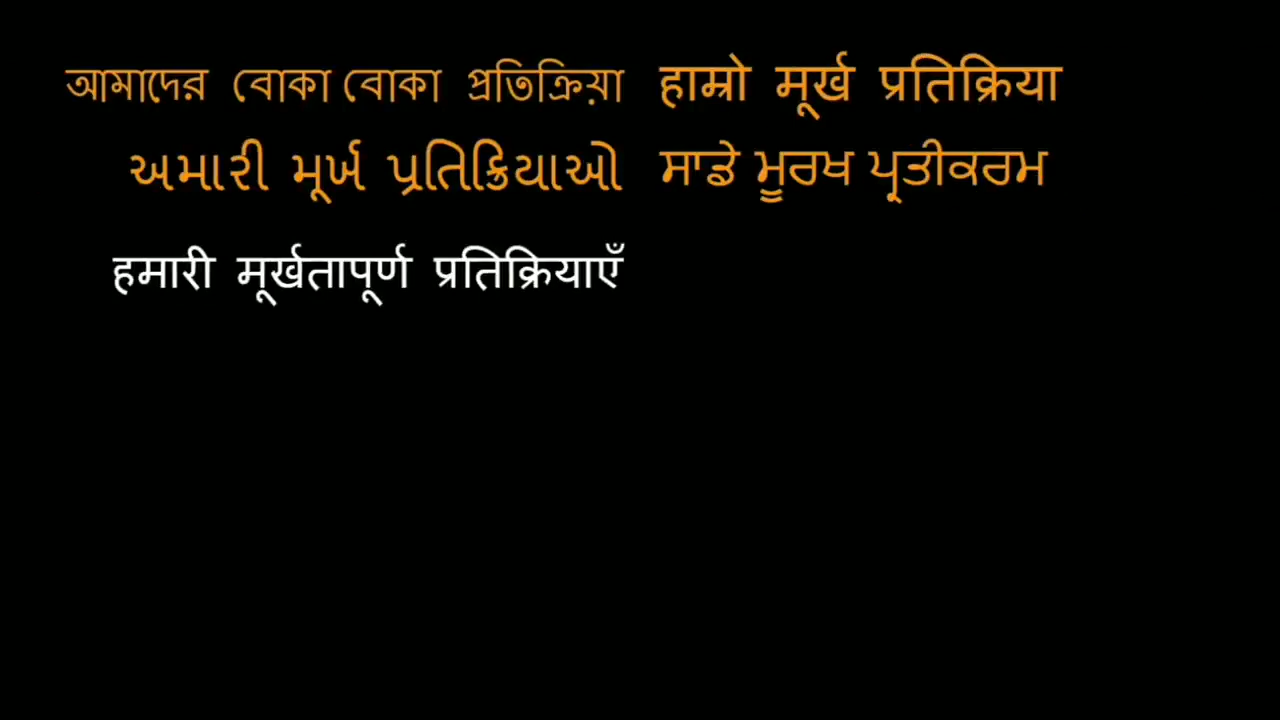 আমাদের বোকা বোকা প্রতিক্রিয়া हाम्रो मूर्ख प्रतिक्रिया
અમારી મૂર્ખ પ્રતિક્રિયાઓ ਸਾਡੇ ਮੂਰਖ ਪ੍ਰਤੀਕਰਮ
हमारी मूर्खतापूर्ण प्रतिक्रियाएँ